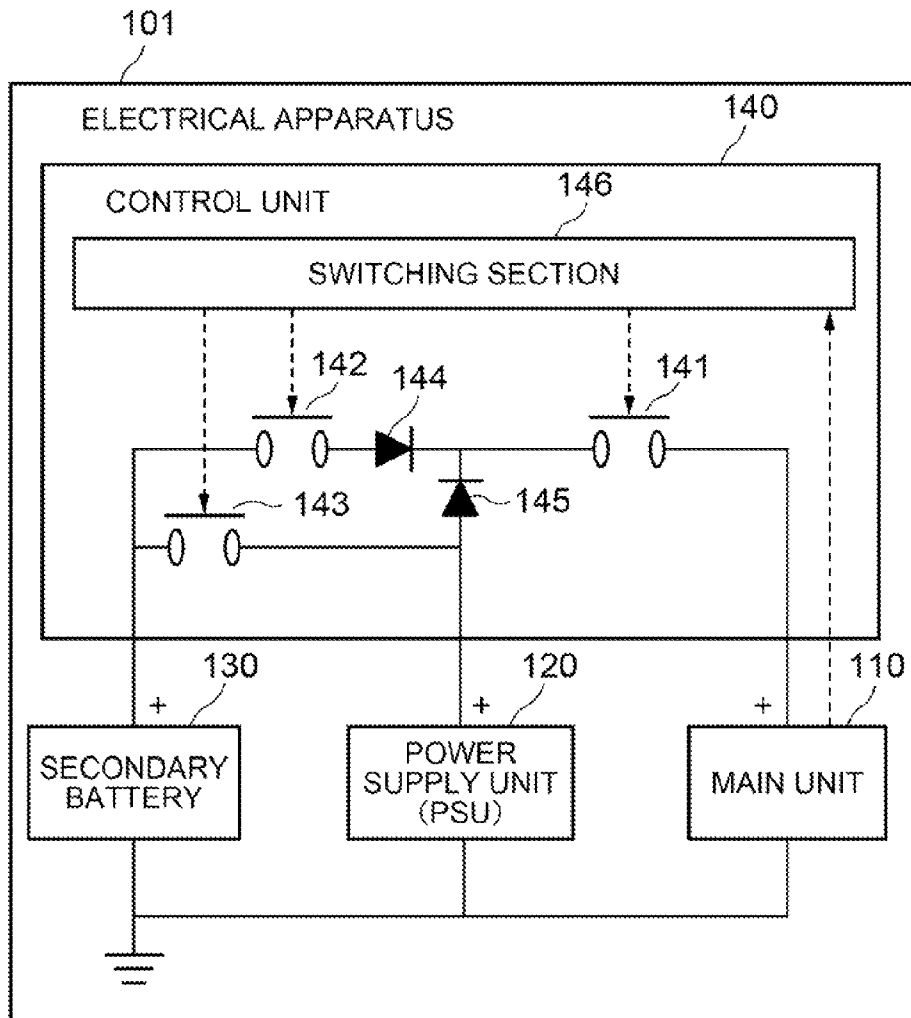 101
ELECTRICAL APPARATUS
140
CONTROL UNIT
146
SWITCHING SECTION
142
144
141
143
145
130
120
110
+
+
+
SECONDARY
BATTERY
POWER
SUPPLY UNIT
(PSU)
MAIN UNIT